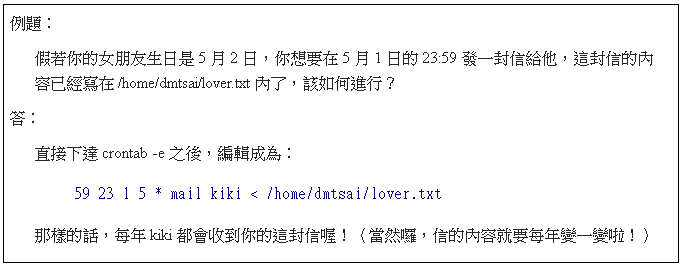 例題：
假若你的女朋友生日是 5 月 2 日，你想要在 5 月 1 日的 23:59 發一封信給他，這封信的內
容已經寫在 /home/dmtsai/lover.txt 內了，該如何進行？
答：
直接下達 crontab -e 之後，編輯成為：
59 23 1 5 * mail kiki < /home/dmtsai/lover.txt
那樣的話，每年 kiki 都會收到你的這封信喔！（當然囉，信的內容就要每年變一變啦！）